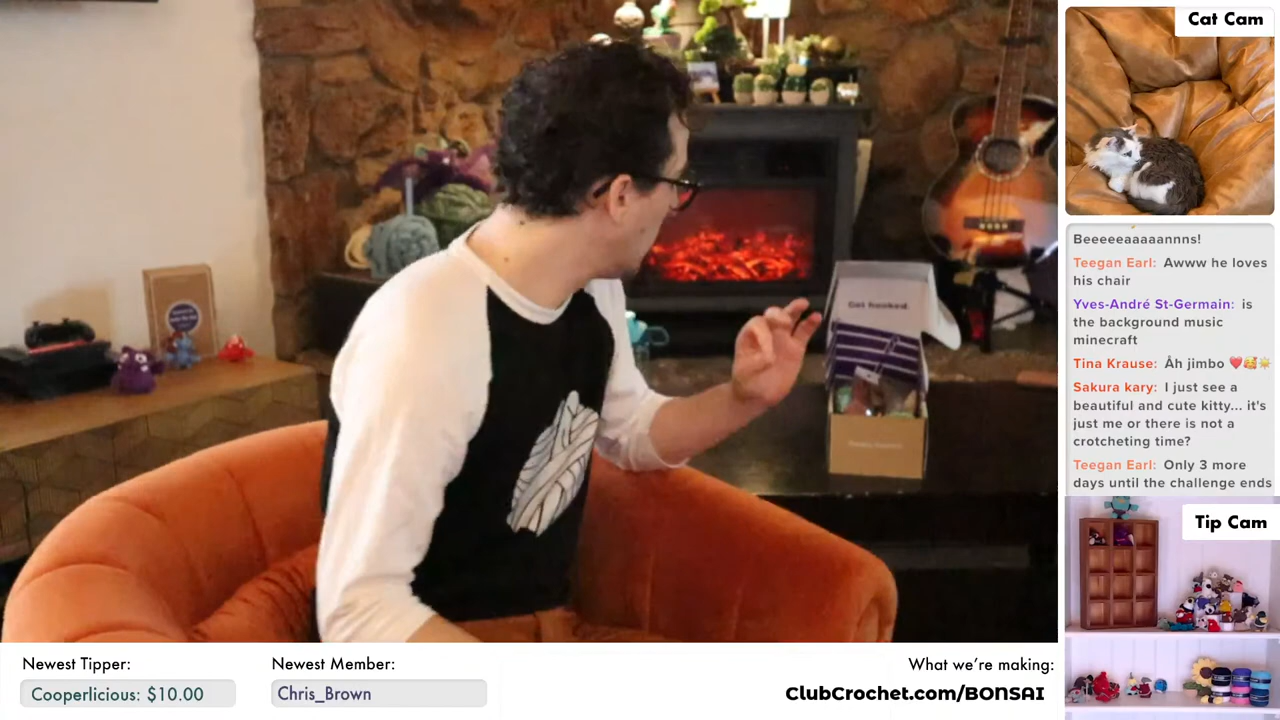 Get hooked.
Cat Cam
Beeeeeaaaaannns!
Teegan Earl: Awww he loves
his chair
Yves-André St-Germain: is
the background music
minecraft
Tina Krause: Åh jimbo ❤️🥰☀️
Sakura kary: I just see a
beautiful and cute kitty... it's
just me or there is not a
crotcheting time?
Teegan Earl: Only 3 more
days until the challenge ends
Tip Cam
Newest Tipper:
Cooperlicious: $10.00
Newest Member:
Chris_Brown
What we're making:
ClubCrochet.com/BONSAI